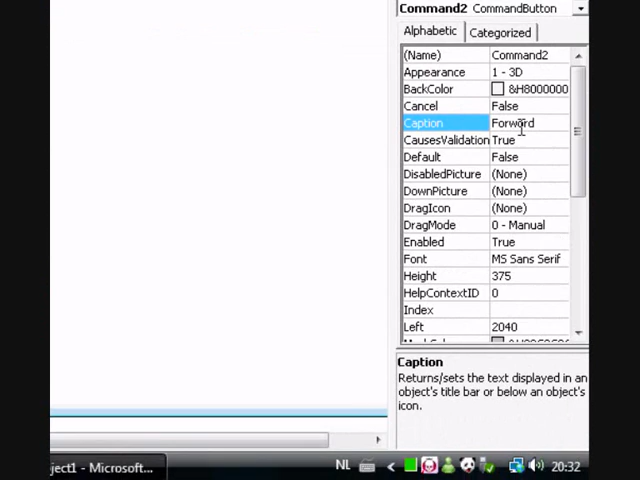 Command2 CommandButton
Alphabetic Categorized
(Name) Command2
Appearance 1 - 3D
BackColor &H8000000
Cancel False
Caption Forword
CausesValidation True
Default False
DisabledPicture (None)
DownPicture (None)
DragIcon (None)
DragMode 0 - Manual
Enabled True
Font MS Sans Serif
Height 375
HelpContextID 0
Index
Left 2040
Caption
Returns/sets the text displayed in an
object's title bar or below an object's
icon.
ject1 - Microsoft...
NL
20:32